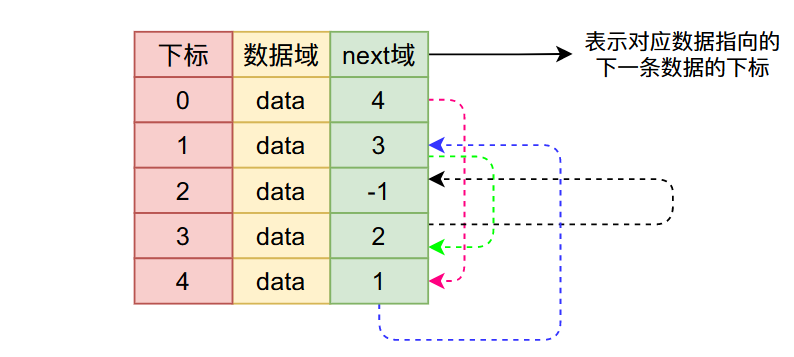 下标 数据域 next域
表示对应数据指向的
下一条数据的下标
0 data 4
1 data 3
2 data -1
3 data 2
4 data 1